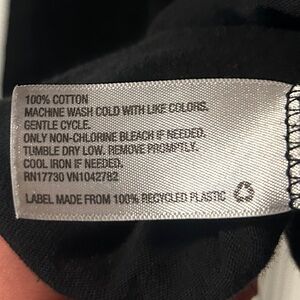 100% COTTON
MACHINE WASH COLD WITH LIKE COLORS.
GENTLE CYCLE.
ONLY NON-CHLORINE BLEACH IF NEEDED.
TUMBLE DRY LOW. REMOVE PROMPTLY.
COOL IRON IF NEEDED.
RN17730 VN1042782
LABEL MADE FROM 100% RECYCLED PLASTIC